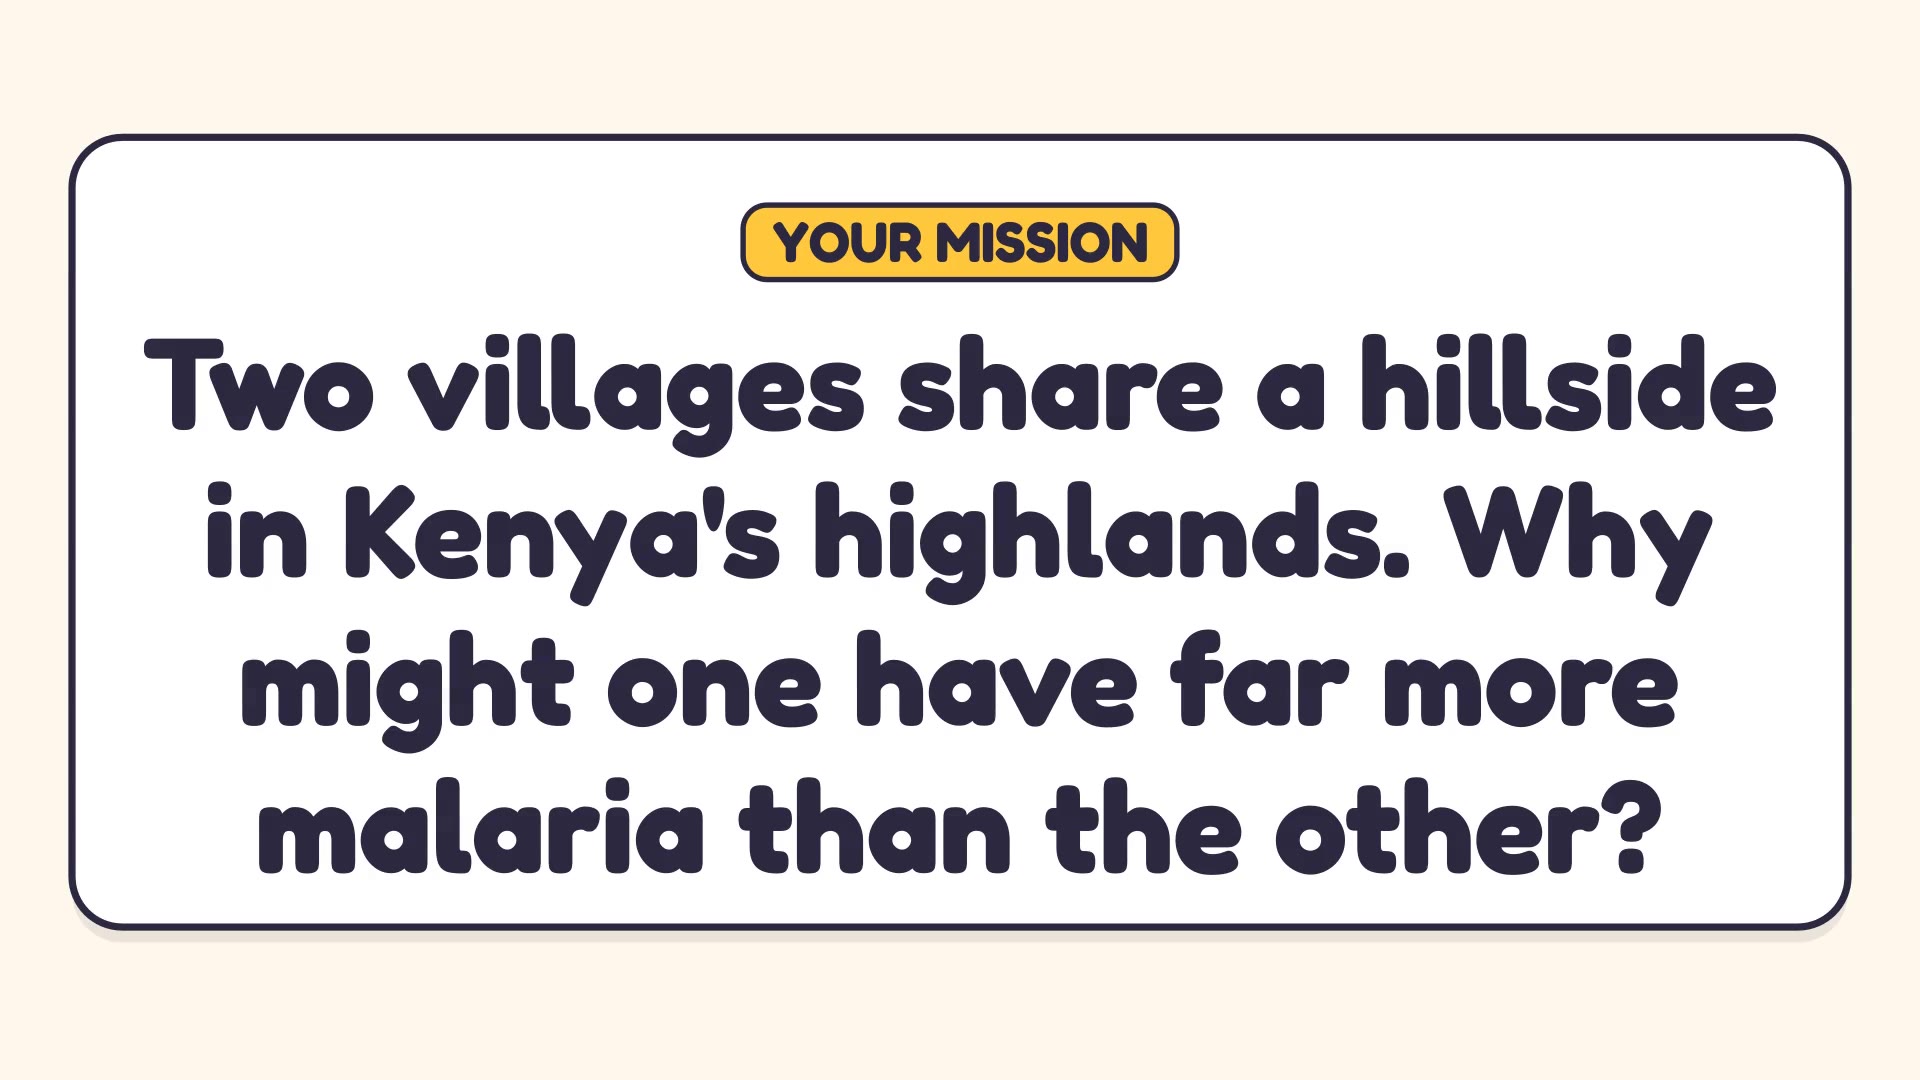 YOUR MISSION
Two villages share a hillside
in Kenya's highlands. Why
might one have far more
malaria than the other?